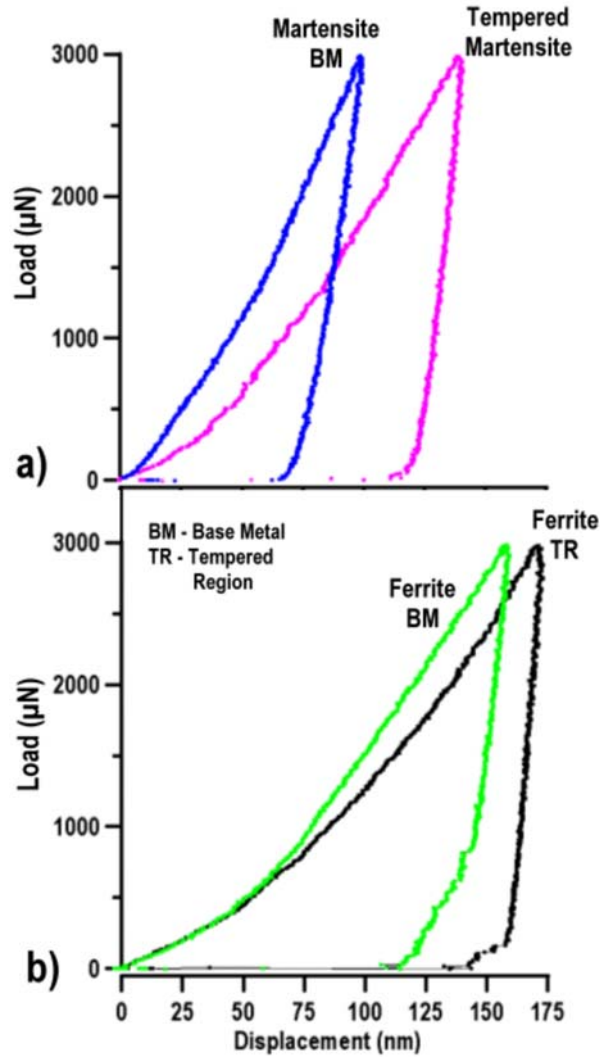 Martensite
BM
Tempered
Martensite
3000
2000
1000
0
Load (µN)
a)
BM - Base Metal
TR - Tempered
Region
Ferrite
BM
Ferrite
TR
3000
2000
1000
0
Load (µN)
b)
0 25 50 75 100 125 150 175
Displacement (nm)